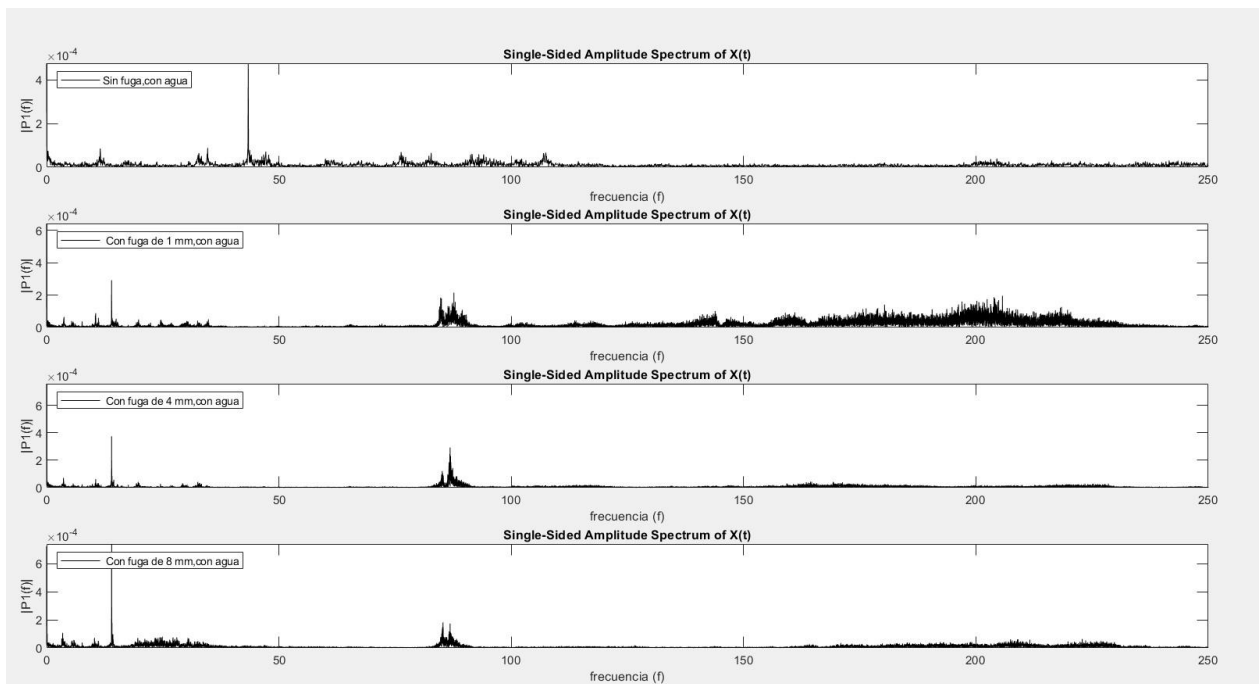 Single-Sided Amplitude Spectrum of X(t)
×10-4
Sin fuga,con agua
|P1(f)|
4
2
0
0 50 100 150 200 250
frecuencia (f)
Single-Sided Amplitude Spectrum of X(t)
×10-4
Con fuga de 1 mm,con agua
|P1(f)|
6
4
2
0
0 50 100 150 200 250
frecuencia (f)
Single-Sided Amplitude Spectrum of X(t)
×10-4
Con fuga de 4 mm,con agua
|P1(f)|
6
4
2
0
0 50 100 150 200 250
frecuencia (f)
Single-Sided Amplitude Spectrum of X(t)
×10-4
Con fuga de 8 mm,con agua
|P1(f)|
6
4
2
0
0 50 100 150 200 250
frecuencia (f)